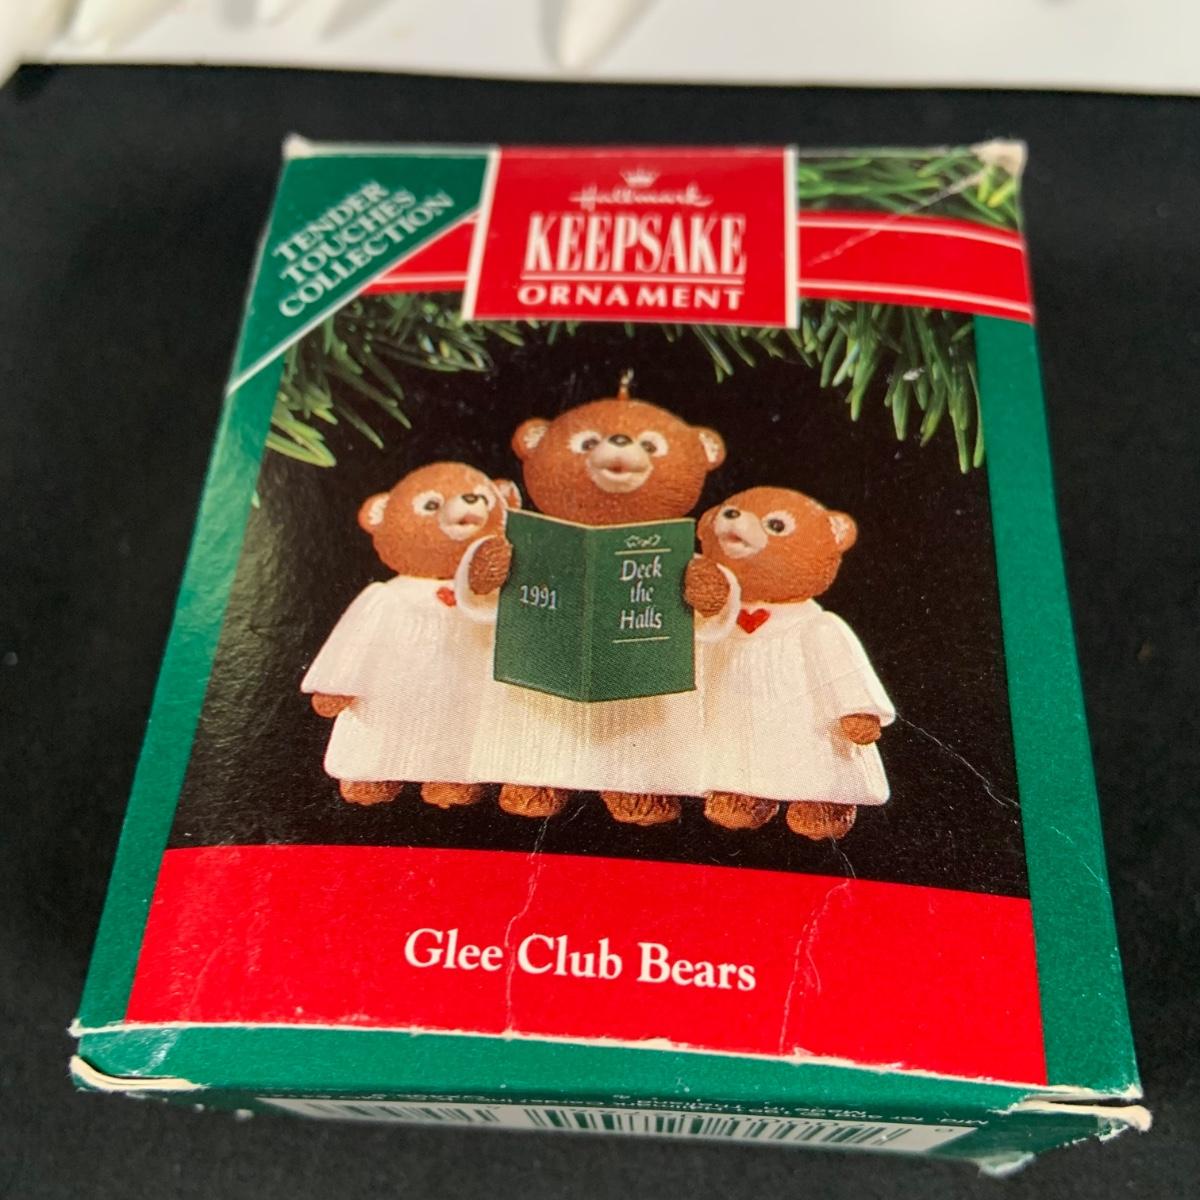 TENDER
TOUCHES
COLLECTION
Hallmark
KEEPSAKE
ORNAMENT
1991
Deck
the
Halls
Glee Club Bears